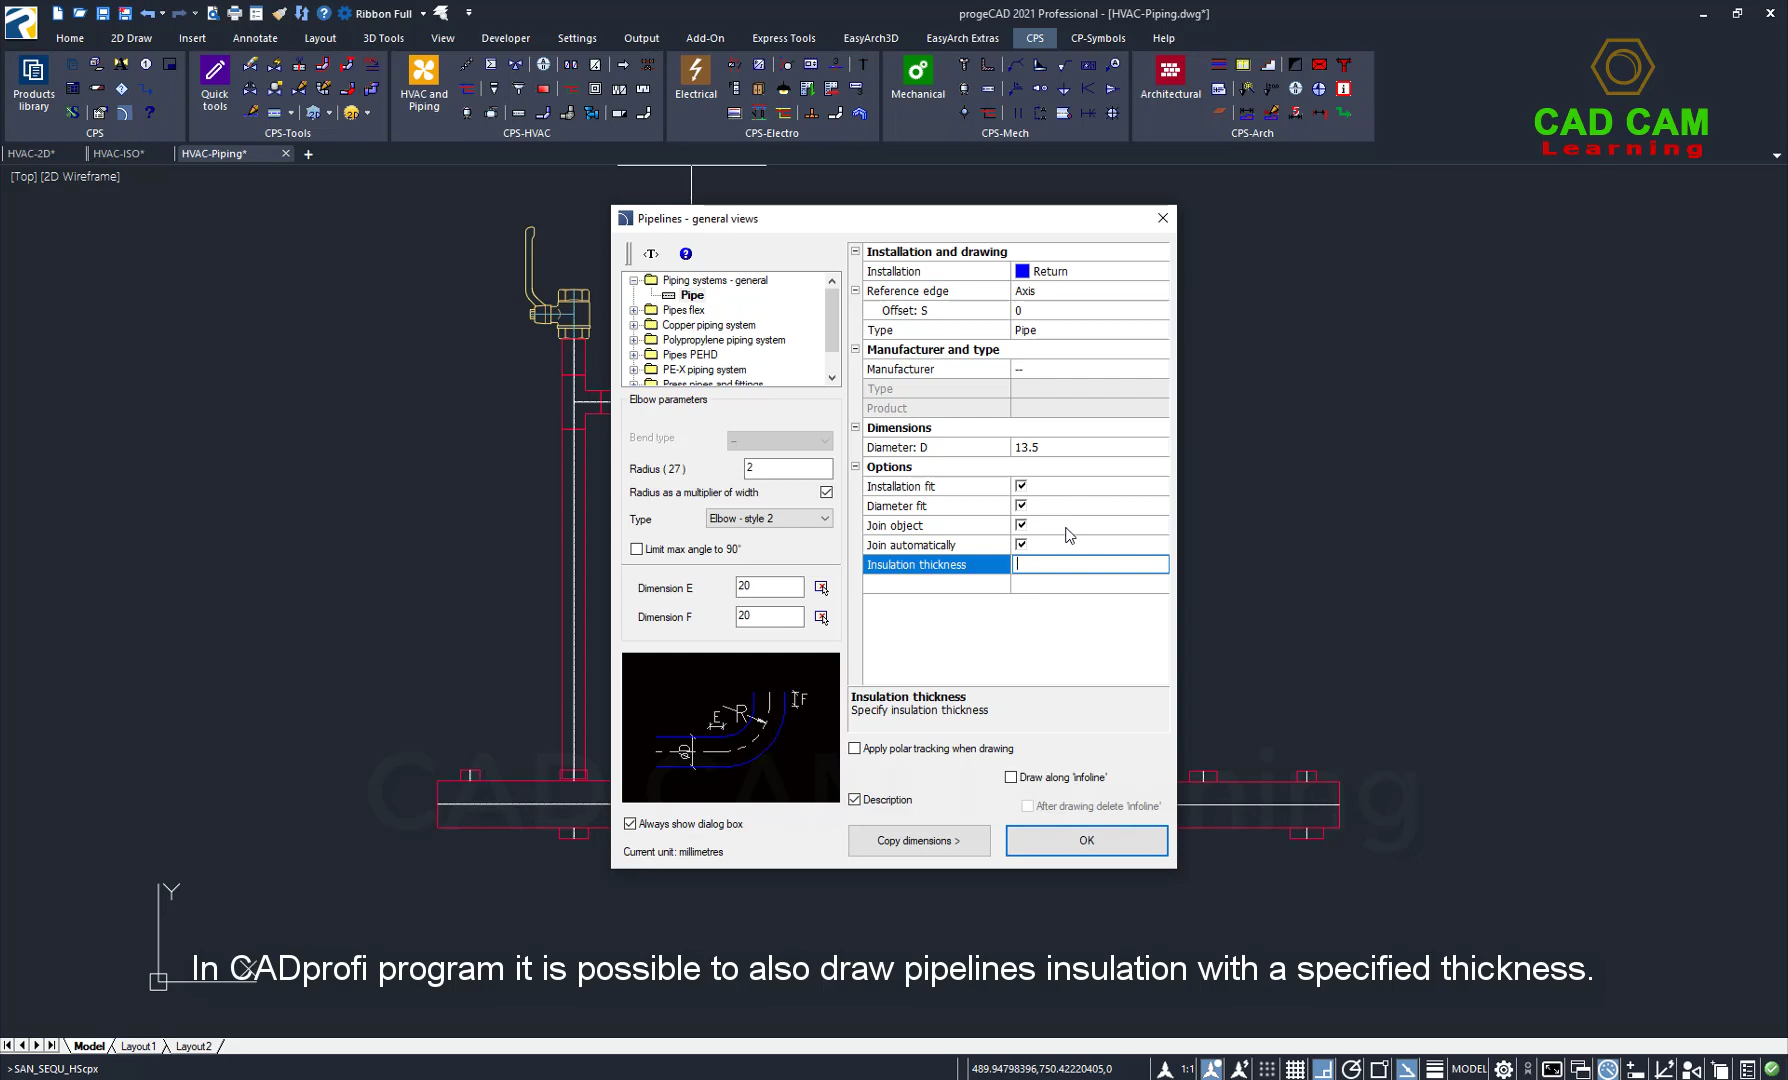 Ribbon Full
progeCAD 2021 Professional - [HVAC-Piping.dwg*]
Home 2D Draw Insert Annotate Layout 3D Tools View Developer Settings Output Add-On Express Tools EasyArch3D EasyArch Extras CPS CP-Symbols Help
Products library
Quick tools
HVAC and Piping
Electrical
Mechanical
Architectural
CPS CPS-Tools CPS-HVAC CPS-Electro CPS-Mech CPS-Arch
CAD CAM
Learning
HVAC-2D* HVAC-ISO* HVAC-Piping*
[Top] [2D Wireframe]
Pipelines - general views
<T>
Piping systems - general
Pipe
Pipes flex
Copper piping system
Polypropylene piping system
Pipes PEHD
PE-X piping system
Press pipes and fittings
Elbow parameters
Bend type --
Radius ( 27 ) 2
Radius as a multiplier of width
Type Elbow - style 2
Limit max angle to 90°
Dimension E 20
Dimension F 20
E R F
ØD
Always show dialog box
Current unit: millimetres
Installation and drawing
Installation Return
Reference edge Axis
Offset: S 0
Type Pipe
Manufacturer and type
Manufacturer --
Type
Product
Dimensions
Diameter: D 13.5
Options
Installation fit
Diameter fit
Join object
Join automatically
Insulation thickness
Insulation thickness
Specify insulation thickness
Apply polar tracking when drawing
Draw along 'infoline'
Description
After drawing delete 'infoline'
Copy dimensions >
OK
CAD CAM Learning
Y
X
In CADprofi program it is possible to also draw pipelines insulation with a specified thickness.
Model Layout1 Layout2
>SAN_SEQU_HScpx
489.94798396,750.42220405,0
1:1
MODEL